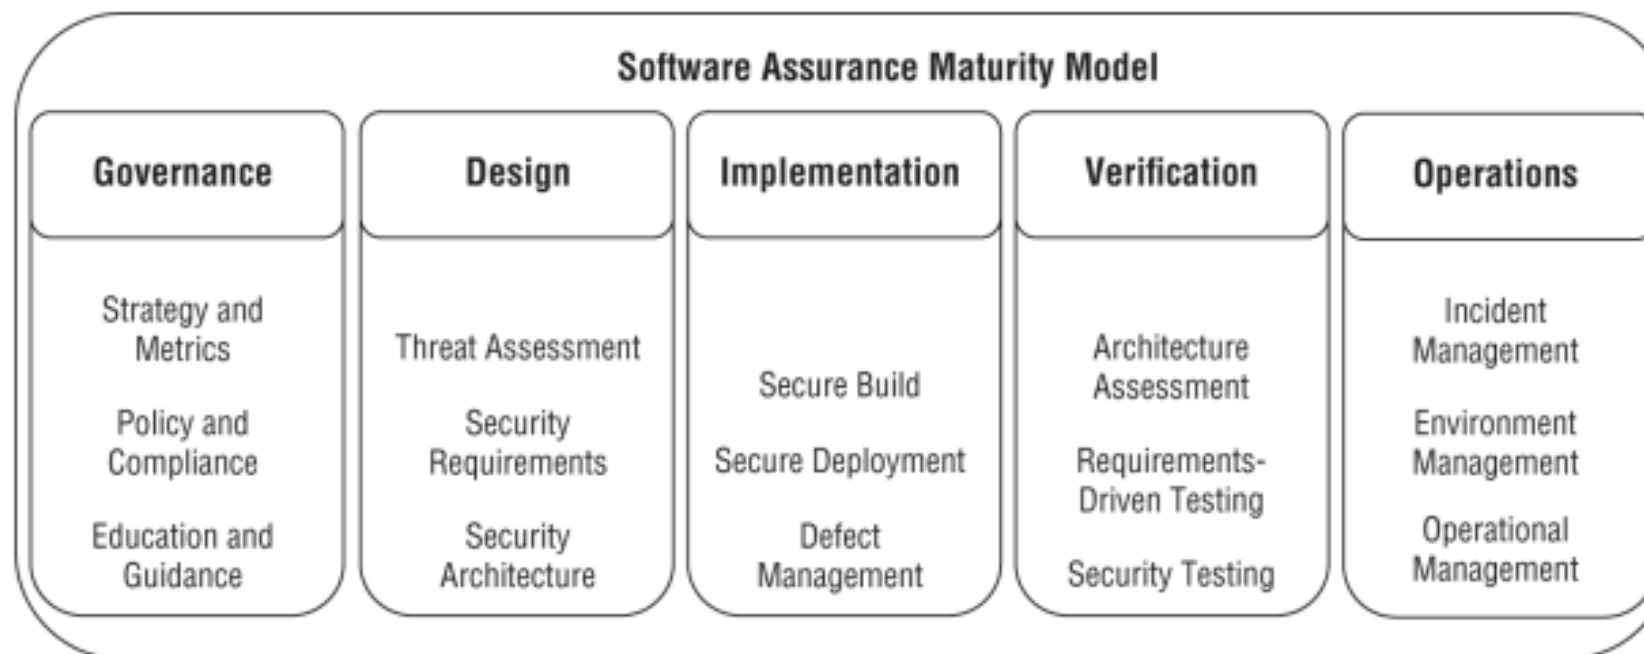 Software Assurance Maturity Model
Governance
Strategy and
Metrics
Policy and
Compliance
Education and
Guidance
Design
Threat Assessment
Security
Requirements
Security
Architecture
Implementation
Secure Build
Secure Deployment
Defect
Management
Verification
Architecture
Assessment
Requirements-
Driven Testing
Security Testing
Operations
Incident
Management
Environment
Management
Operational
Management